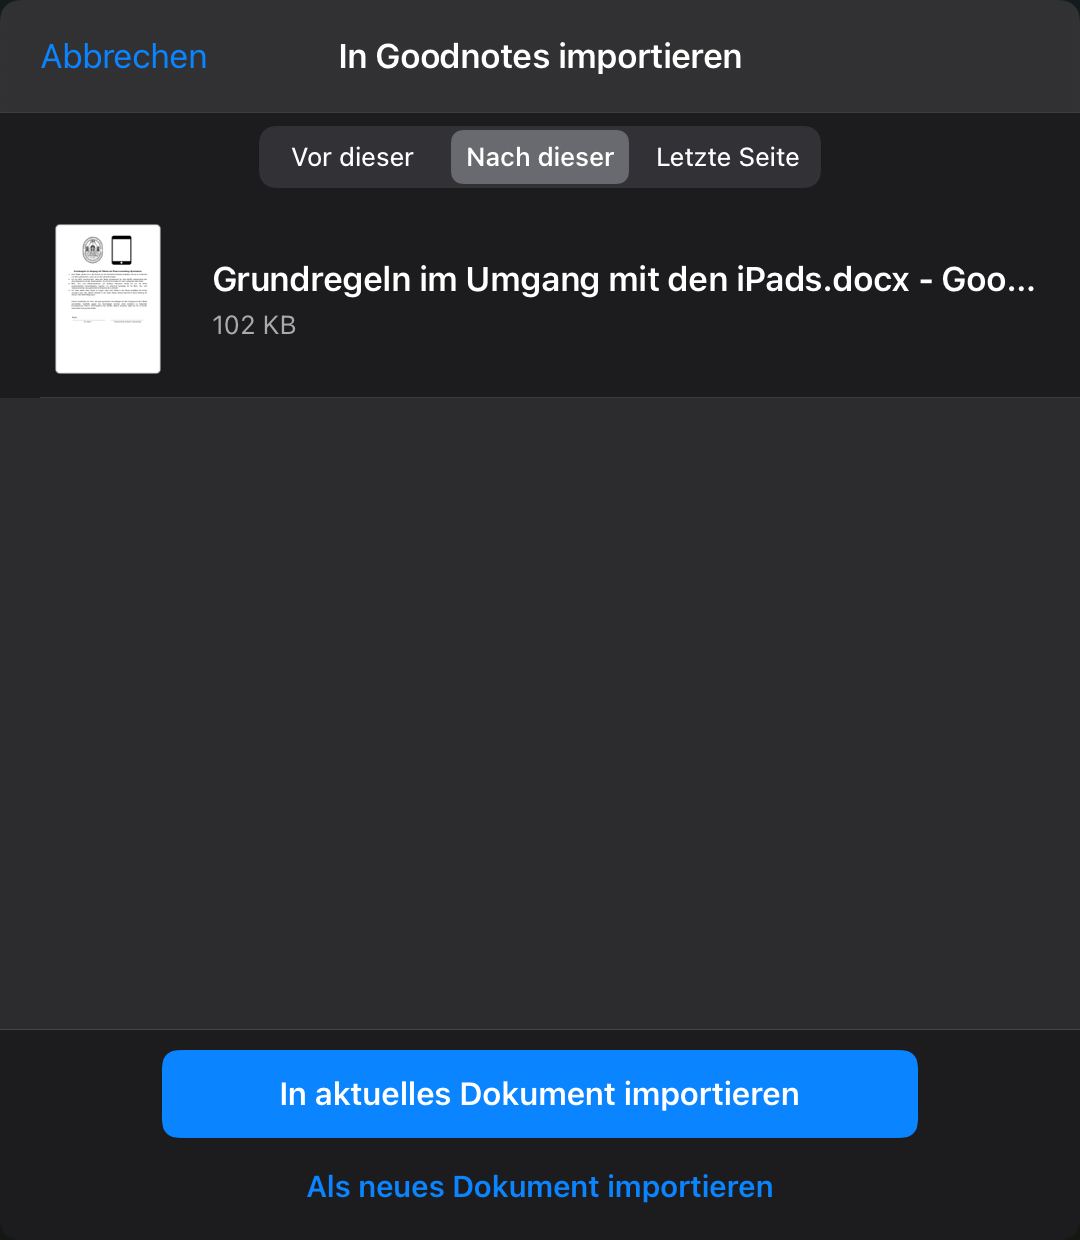 Abbrechen
In Goodnotes importieren
Vor dieser
Nach dieser
Letzte Seite
Grundregeln im Umgang mit den iPads.docx - Goo...
102 KB
In aktuelles Dokument importieren
Als neues Dokument importieren